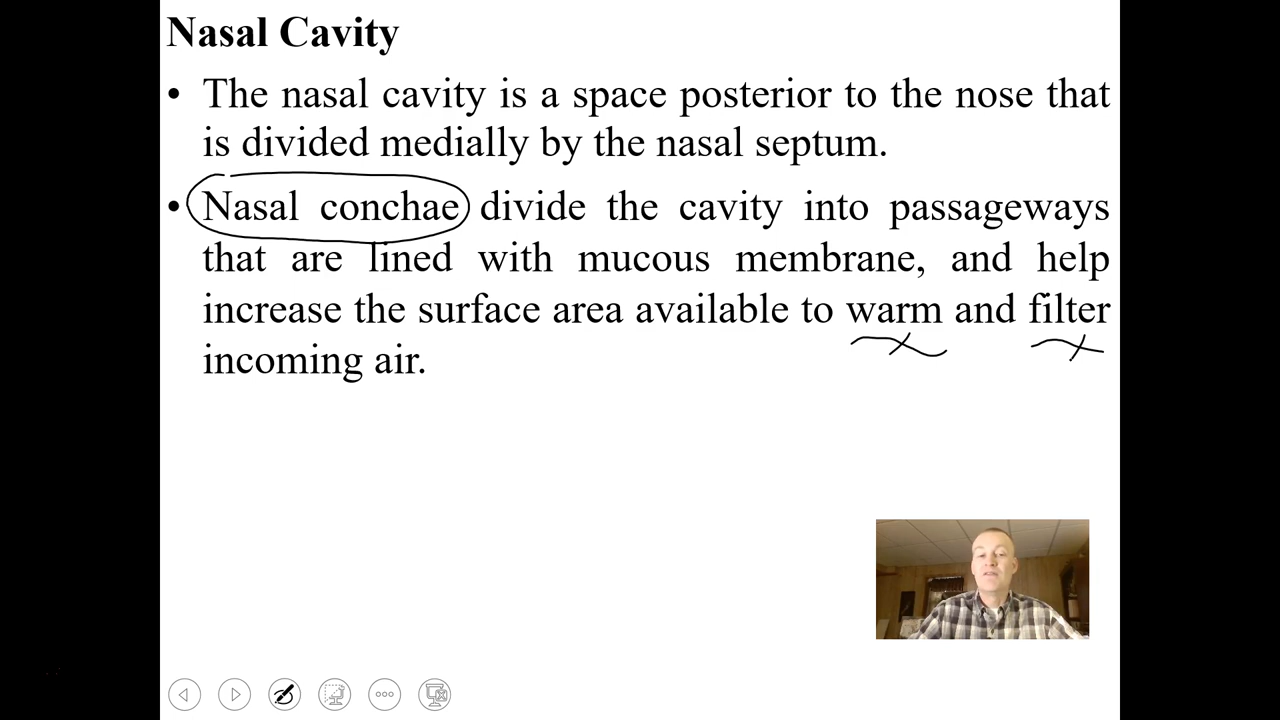 Nasal Cavity
• The nasal cavity is a space posterior to the nose that
is divided medially by the nasal septum.
• Nasal conchae divide the cavity into passageways
that are lined with mucous membrane, and help
increase the surface area available to warm and filter
incoming air.